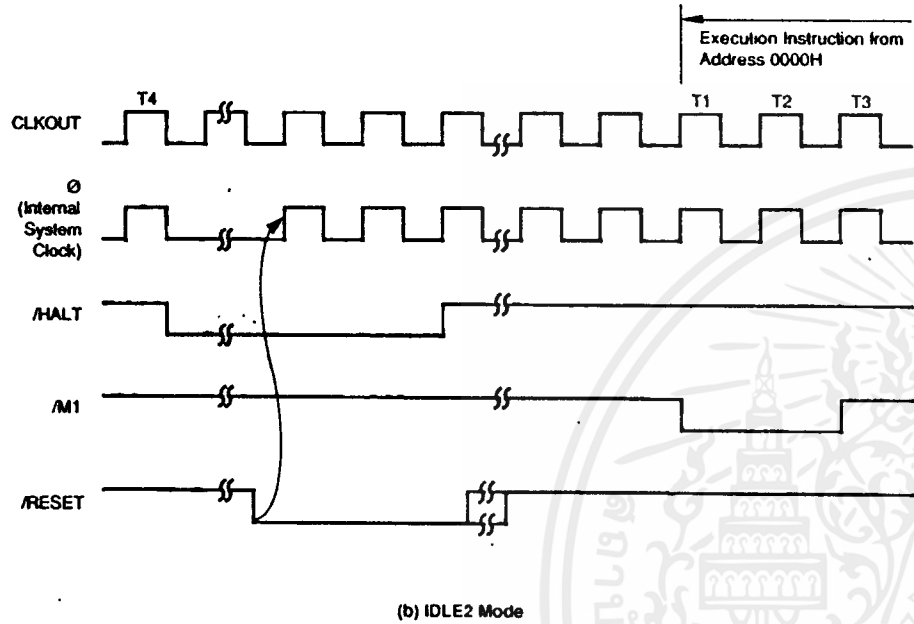 Execution Instruction from
Address 0000H
T4
T1
T2
T3
CLKOUT
Ø
(Internal
System
Clock)
/HALT
/M1
/RESET
(b) IDLE2 Mode